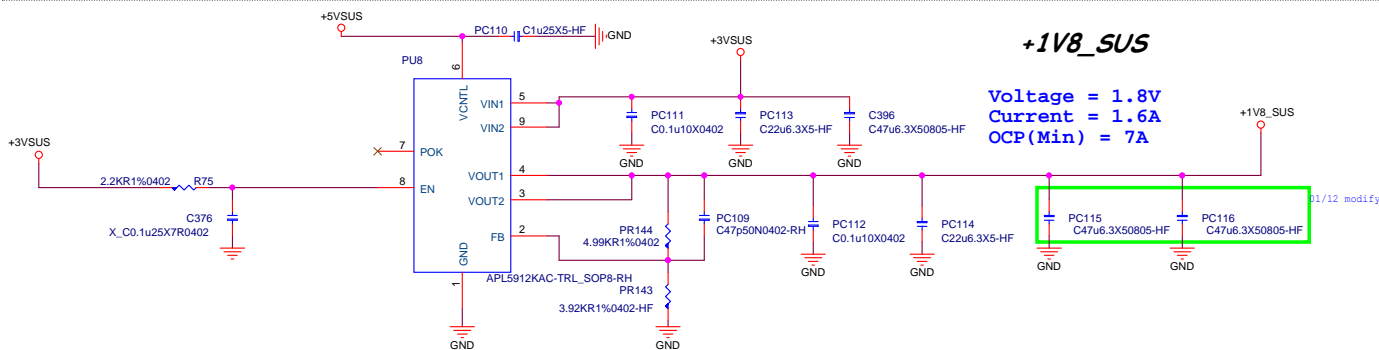 +5VSUS
PC110
C1u25X5-HF
GND
+3VSUS
+1V8_SUS
PU8
6
VCNTL
VIN1
5
VIN2
9
PC111
C0.1u10X0402
GND
PC113
C22u6.3X5-HF
GND
C396
C47u6.3X50805-HF
GND
Voltage = 1.8V
Current = 1.6A
OCP(Min) = 7A
+1V8_SUS
+3VSUS
7
POK
2.2KR1%0402
R75
8
EN
VOUT1
4
VOUT2
3
C376
X_C0.1u25X7R0402
GND
FB
2
GND
1
GND
APL5912KAC-TRL_SOP8-RH
PR144
4.99KR1%0402
PC109
C47p50N0402-RH
PR143
3.92KR1%0402-HF
GND
PC112
C0.1u10X0402
GND
PC114
C22u6.3X5-HF
GND
PC115
C47u6.3X50805-HF
GND
PC116
C47u6.3X50805-HF
GND
01/12 modify